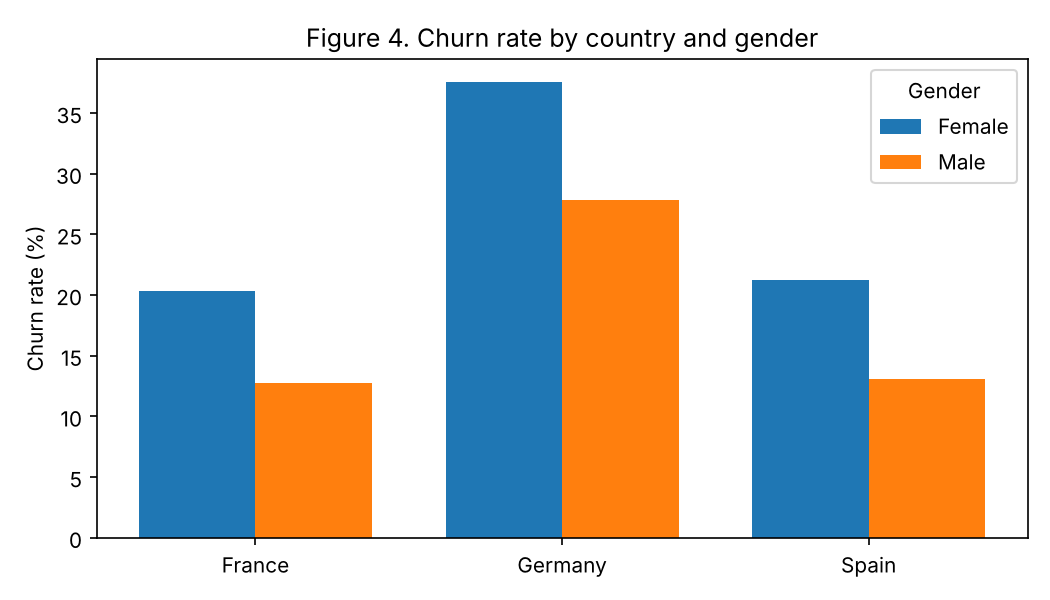 Figure 4. Churn rate by country and gender
Gender
Female
Male
Churn rate (%)
35
30
25
20
15
10
5
0
France
Germany
Spain